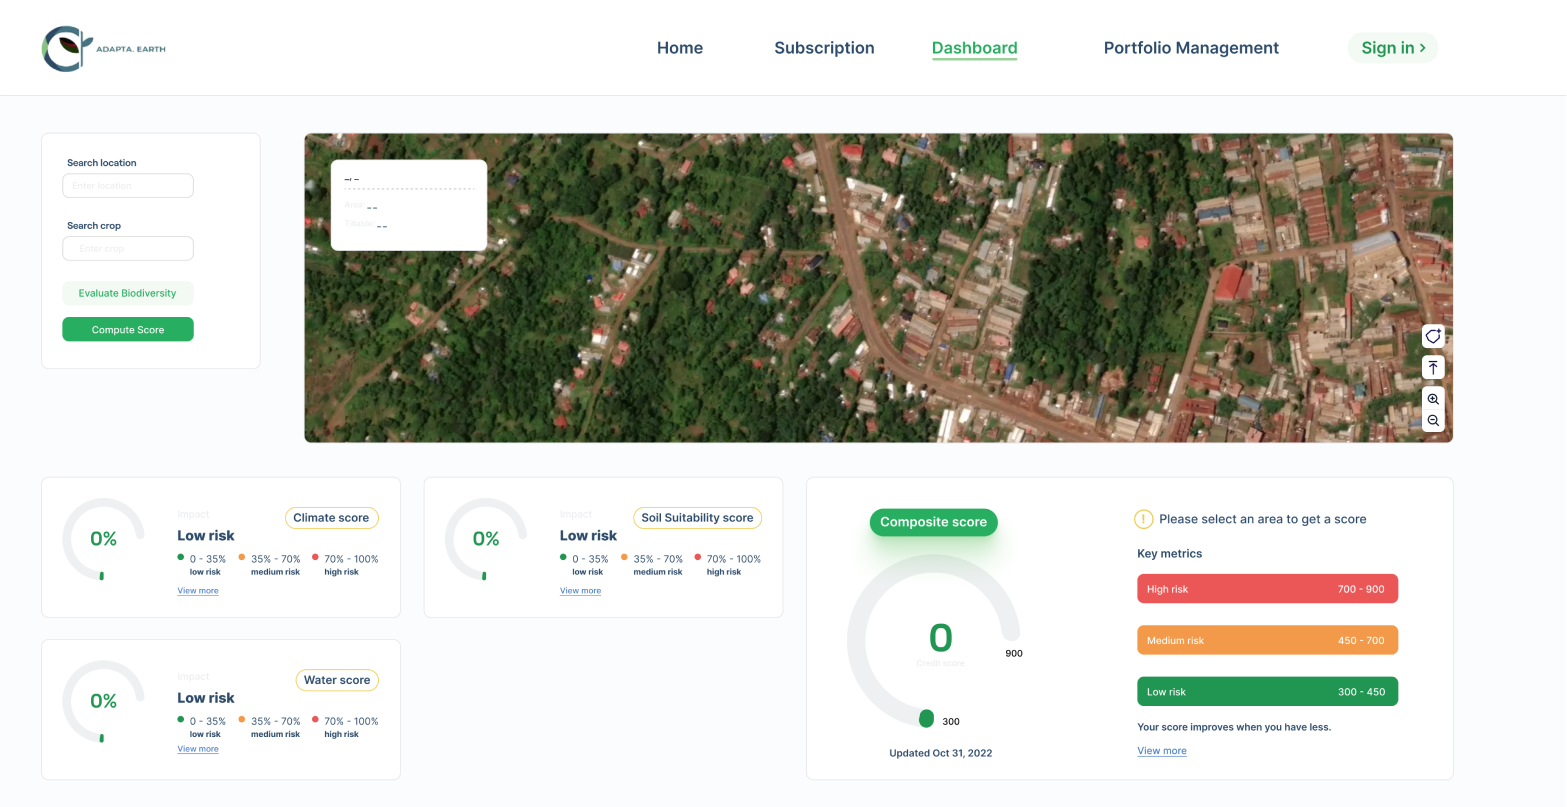 ADAPTA. EARTH
Home
Subscription
Dashboard
Portfolio Management
Sign in >
Search location
Enter location
Search crop
Enter crop
Evaluate Biodiversity
Compute Score
--, --
Area: _ _
Tillable: _ _
0%
Impact
Climate score
Low risk
0 - 35% 35% - 70% 70% - 100%
low risk medium risk high risk
View more
0%
Impact
Soil Suitability score
Low risk
0 - 35% 35% - 70% 70% - 100%
low risk medium risk high risk
View more
0%
Impact
Water score
Low risk
0 - 35% 35% - 70% 70% - 100%
low risk medium risk high risk
View more
Composite score
0
Credit score
900
300
Updated Oct 31, 2022
! Please select an area to get a score
Key metrics
High risk 700 - 900
Medium risk 450 - 700
Low risk 300 - 450
Your score improves when you have less.
View more